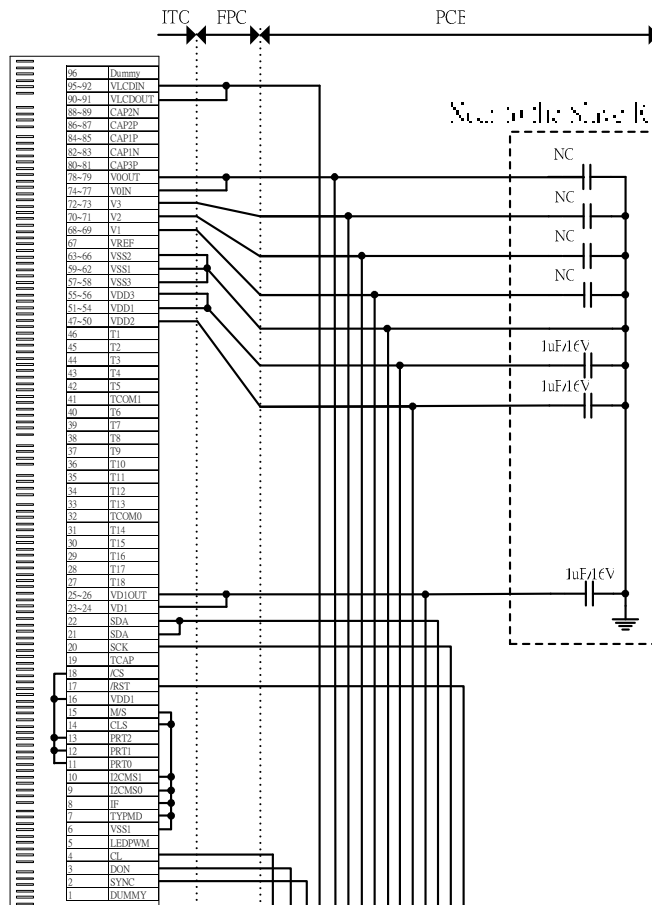 ITC FPC PCB
96 Dummy
95~92 VLCDIN
90~91 VLCDOUT
88~89 CAP2N
86~87 CAP2P
84~85 CAP1P
82~83 CAP1N
80~81 CAP3P
NC
78~79 V0OUT
74~77 V0IN
72~73 V3
NC
70~71 V2
68~69 V1
NC
67 VREF
63~66 VSS2
59~62 VSS1
NC
57~58 VSS3
55~56 VDD3
51~54 VDD1
47~50 VDD2
46 T1
45 T2
1uF/16V
44 T3
43 T4
42 T5
1uF/16V
41 TCOM1
40 T6
39 T7
38 T8
37 T9
36 T10
35 T11
34 T12
33 T13
32 TCOM0
31 T14
30 T15
29 T16
28 T17
1uF/16V
27 T18
25~26 VD1OUT
23~24 VD1
22 SDA
21 SDA
20 SCK
19 TCAP
18 /CS
17 /RST
16 VDD1
15 M/S
14 CLS
13 PRT2
12 PRT1
11 PRT0
10 I2CMS1
9 I2CMS0
8 IF
7 TYPMD
6 VSS1
5 LEDPWM
4 CL
3 DON
2 SYNC
1 DUMMY